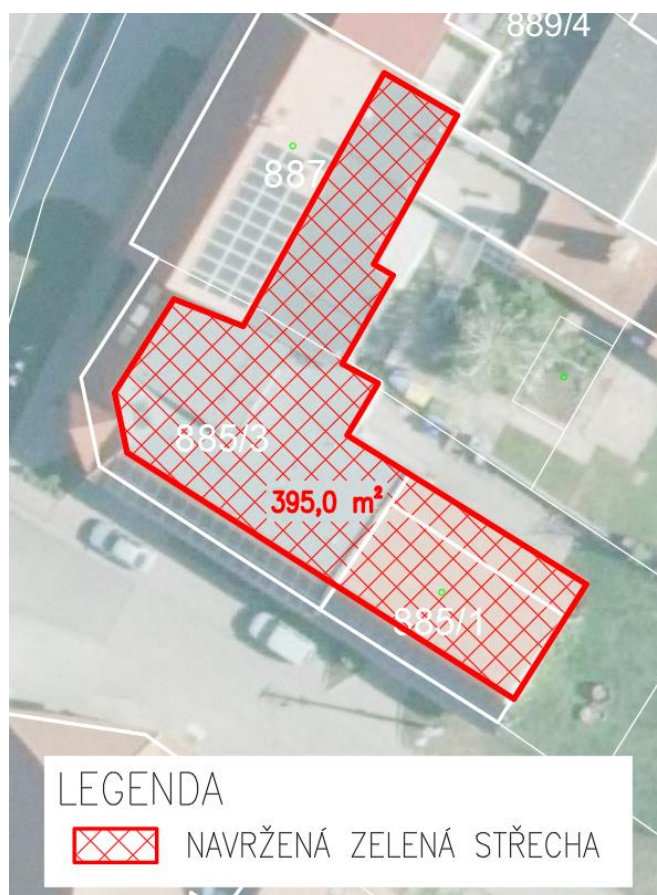 889/4
887
885/3
395,0 m²
885/1
LEGENDA
NAVRŽENÁ ZELENÁ STŘECHA